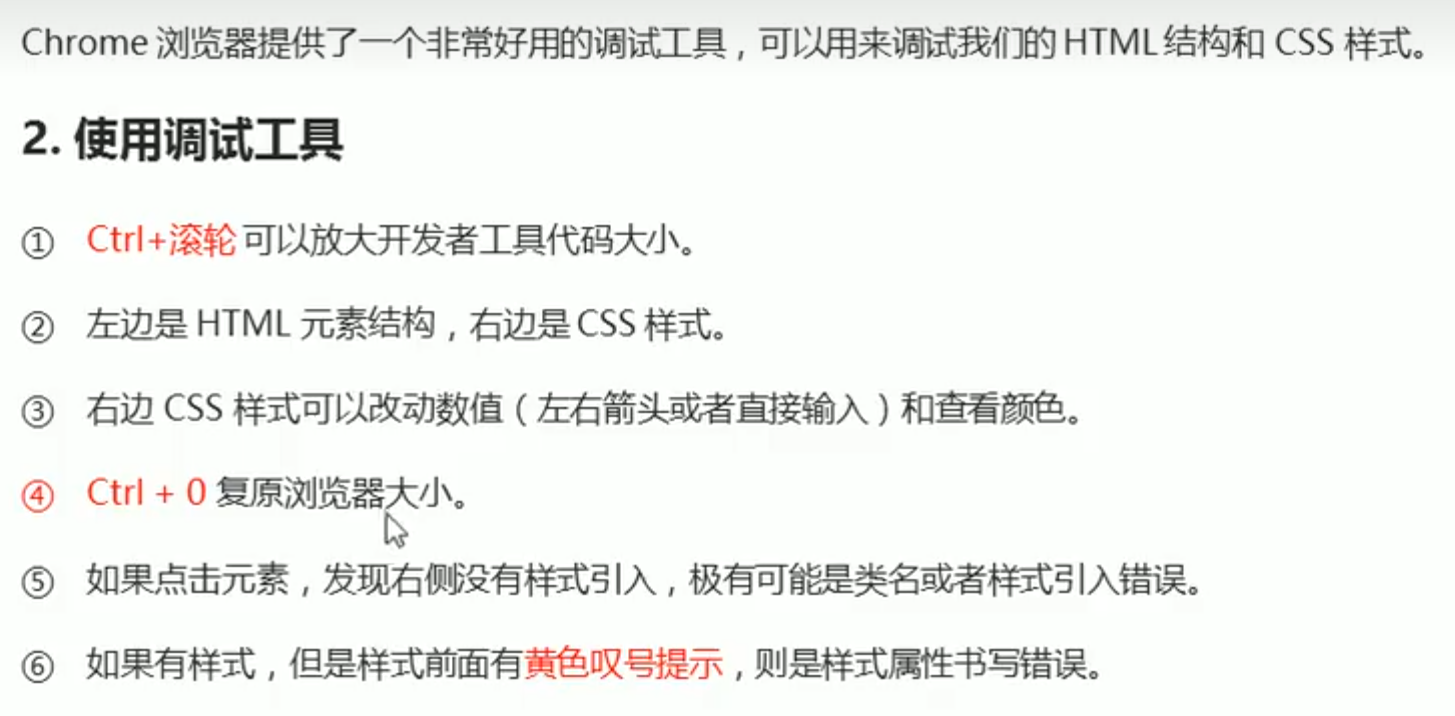 Chrome 浏览器提供了一个非常好用的调试工具，可以用来调试我们的 HTML 结构和 CSS 样式。
2. 使用调试工具
① Ctrl+滚轮 可以放大开发者工具代码大小。
② 左边是 HTML 元素结构，右边是 CSS 样式。
③ 右边 CSS 样式可以改动数值（左右箭头或者直接输入）和查看颜色。
④ Ctrl + 0 复原浏览器大小。
⑤ 如果点击元素，发现右侧没有样式引入，极有可能是类名或者样式引入错误。
⑥ 如果有样式，但是样式前面有黄色叹号提示，则是样式属性书写错误。